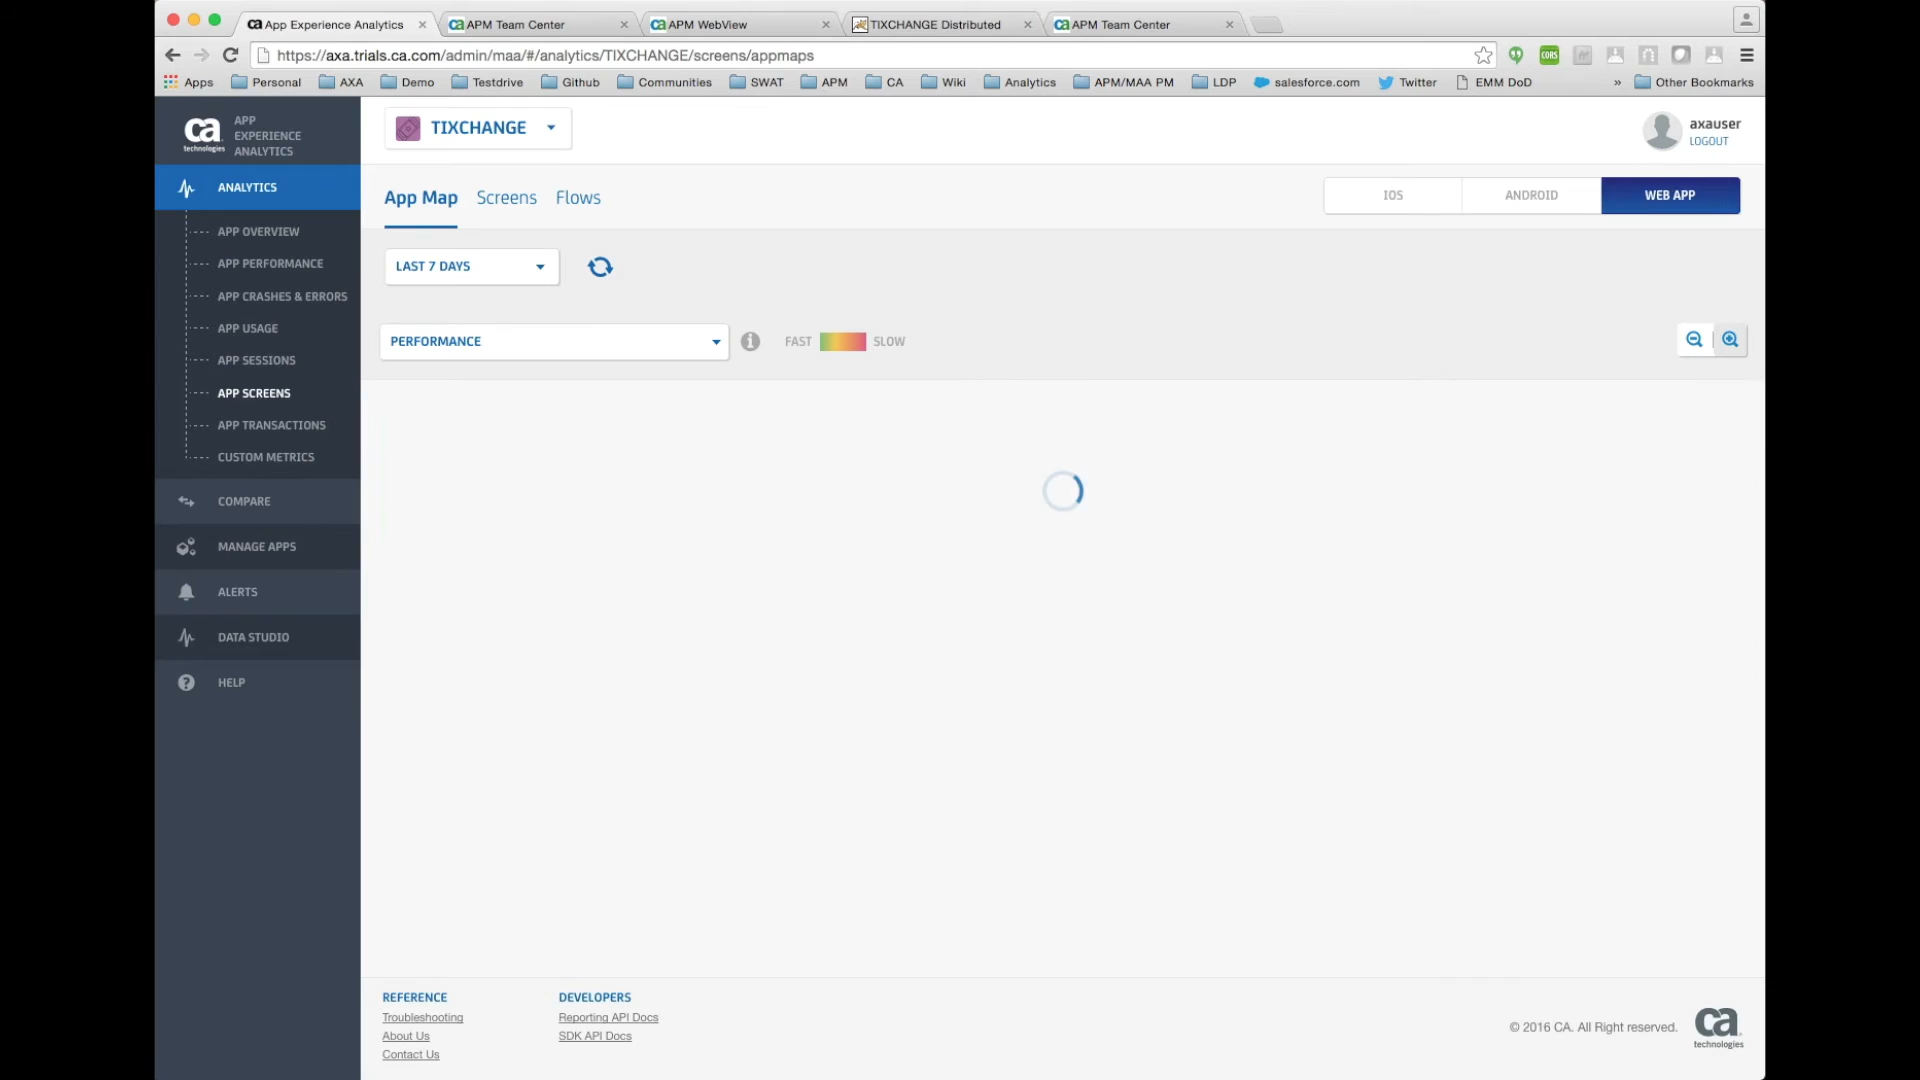 App Experience Analytics
APM Team Center
APM WebView
TIXCHANGE Distributed
APM Team Center
https://axa.trials.ca.com/admin/maa/#/analytics/TIXCHANGE/screens/appmaps
CORS
Apps
Personal
AXA
Demo
Testdrive
Github
Communities
SWAT
APM
CA
Wiki
Analytics
APM/MAA PM
LDP
salesforce.com
Twitter
EMM DoD
»
Other Bookmarks
ca
technologies
APP
EXPERIENCE
ANALYTICS
TIXCHANGE
axauser
LOGOUT
ANALYTICS
APP OVERVIEW
APP PERFORMANCE
APP CRASHES & ERRORS
APP USAGE
APP SESSIONS
APP SCREENS
APP TRANSACTIONS
CUSTOM METRICS
COMPARE
MANAGE APPS
ALERTS
DATA STUDIO
HELP
App Map
Screens
Flows
IOS
ANDROID
WEB APP
LAST 7 DAYS
PERFORMANCE
FAST
SLOW
REFERENCE
Troubleshooting
About Us
Contact Us
DEVELOPERS
Reporting API Docs
SDK API Docs
© 2016 CA. All Right reserved.
ca
technologies